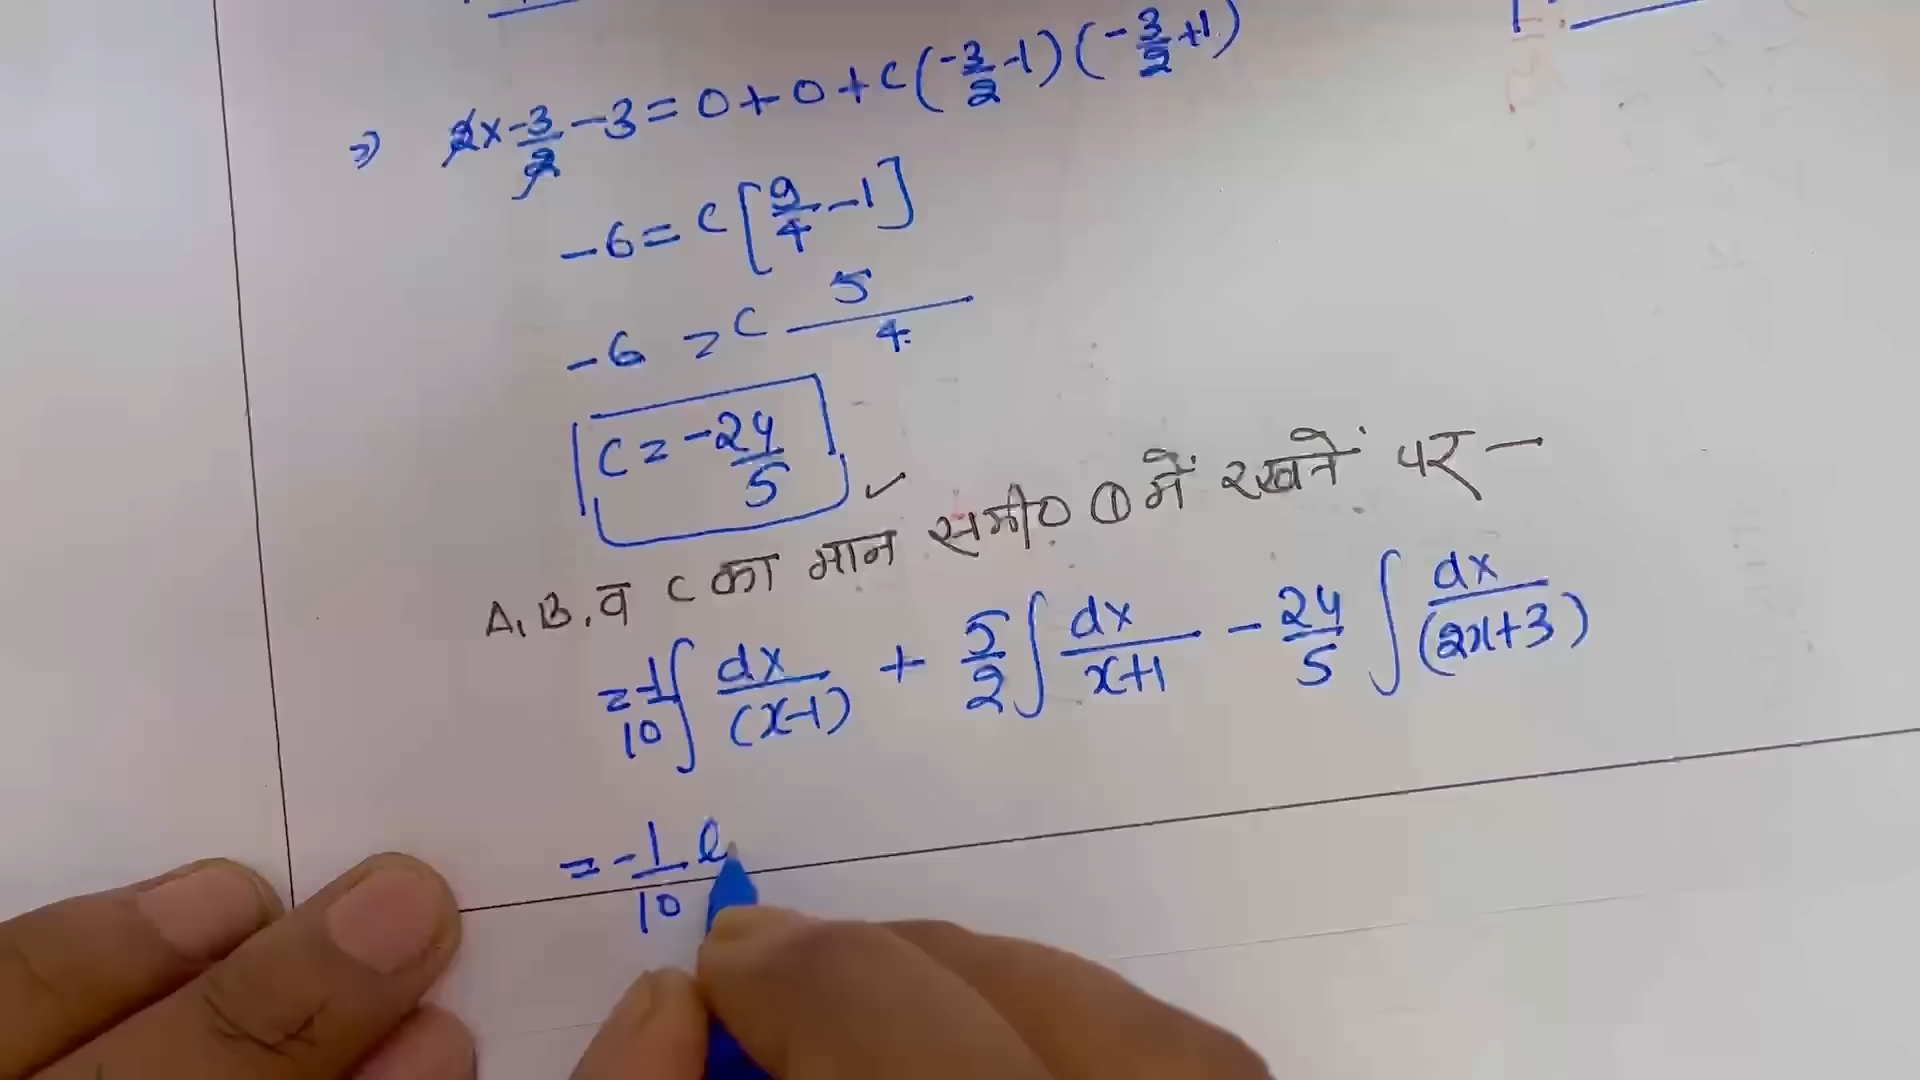 ⇒ 2x-3/2 -3 = 0+0+c(-3/2 -1)(-3/2 +1)
-6 = c[9/4 -1]
-6 = c 5/4
c = -24/5 ✓
A, B, व c का मान समी० ① में रखने पर –
= -1/10 ∫ dx/(x-1) + 5/2 ∫ dx/x+1 - 24/5 ∫ dx/(2x+3)
= -1/10 l